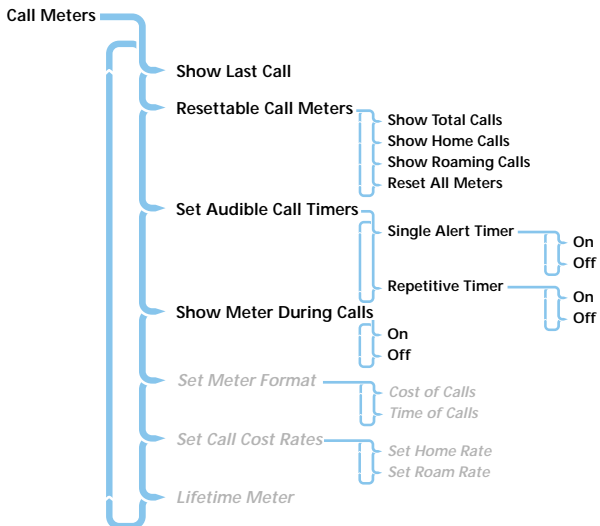 Call Meters
Show Last Call
Resettable Call Meters
Show Total Calls
Show Home Calls
Show Roaming Calls
Reset All Meters
Set Audible Call Timers
Single Alert Timer
On
Off
Repetitive Timer
On
Off
Show Meter During Calls
On
Off
Set Meter Format
Cost of Calls
Time of Calls
Set Call Cost Rates
Set Home Rate
Set Roam Rate
Lifetime Meter